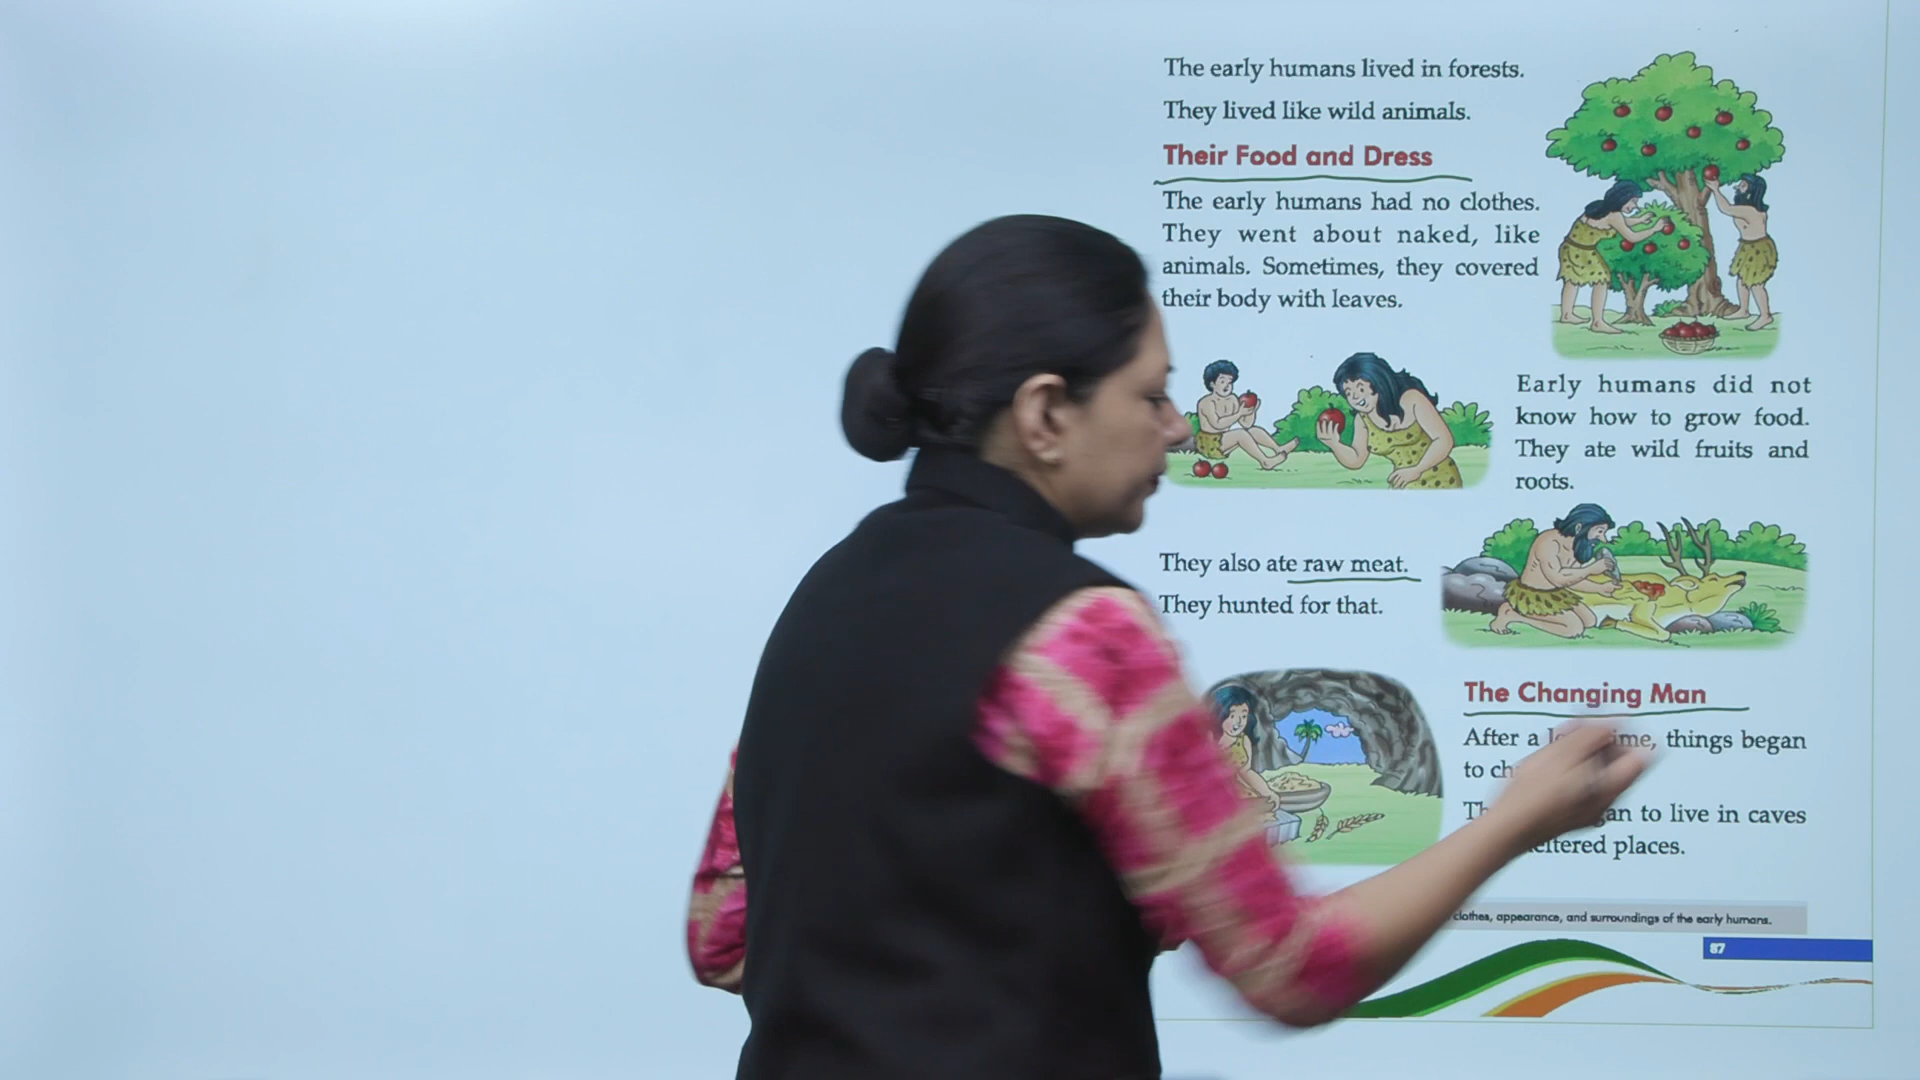 The early humans lived in forests.
They lived like wild animals.
Their Food and Dress
The early humans had no clothes.
They went about naked, like
animals. Sometimes, they covered
their body with leaves.
Early humans did not
know how to grow food.
They ate wild fruits and
roots.
They also ate raw meat.
They hunted for that.
The Changing Man
After a time, things began
to
to live in caves
places.
clothes, appearance, and surroundings of the early humans.
87